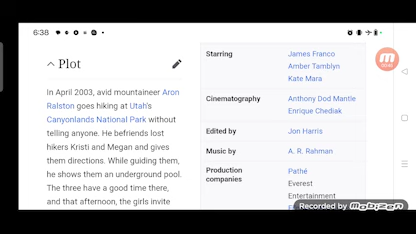 6:38
Plot
In April 2003, avid mountaineer Aron
Ralston goes hiking at Utah's
Canyonlands National Park without
telling anyone. He befriends lost
hikers Kristi and Megan and gives
them directions. While guiding them,
he shows them an underground pool.
The three have a good time there,
and that afternoon, the girls invite
Starring
James Franco
Amber Tamblyn
Kate Mara
Cinematography
Anthony Dod Mantle
Enrique Chediak
Edited by
Jon Harris
Music by
A. R. Rahman
Production
companies
Pathé
Everest
Entertainment
Recorded by
Mobizen